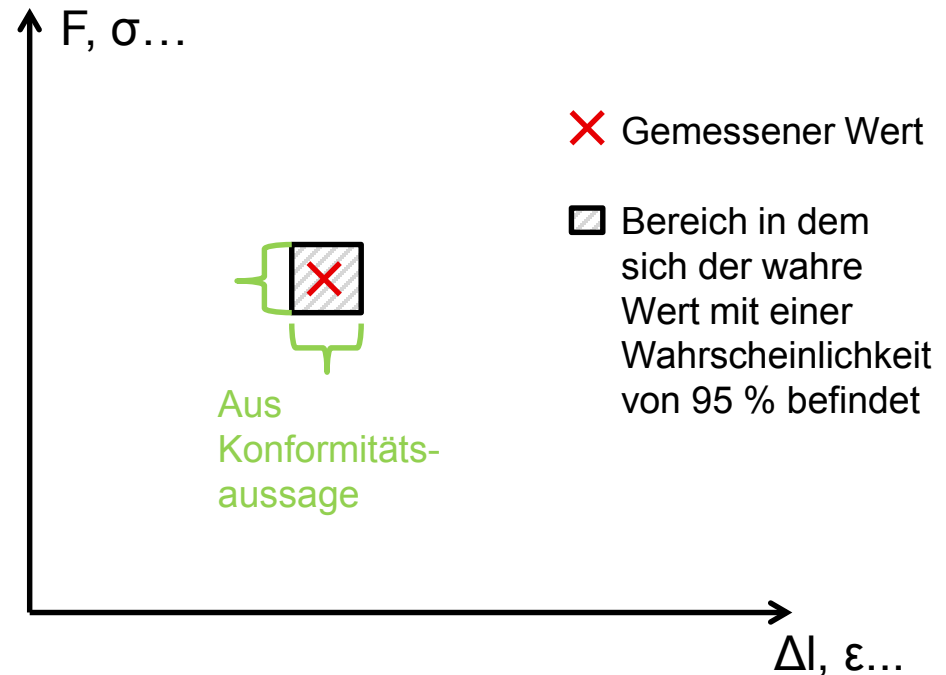 F, σ…
Gemessener Wert
Bereich in dem
sich der wahre
Wert mit einer
Wahrscheinlichkeit
von 95 % befindet
Aus
Konformitäts-
aussage
Δl, ε...